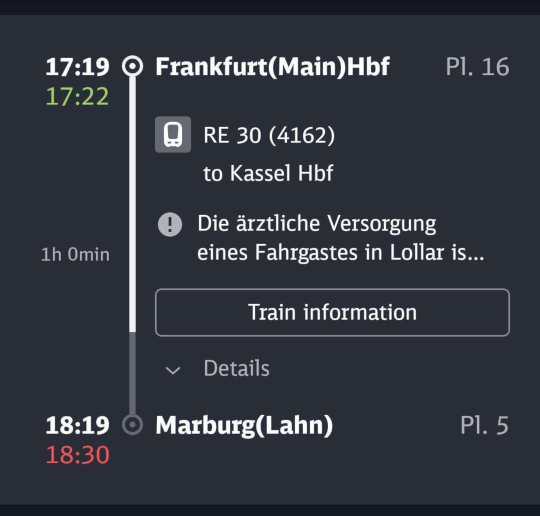 17:19 Frankfurt(Main)Hbf Pl. 16
17:22
RE 30 (4162)
to Kassel Hbf
Die ärztliche Versorgung
1h 0min eines Fahrgastes in Lollar is...
Train information
Details
18:19 Marburg(Lahn) Pl. 5
18:30